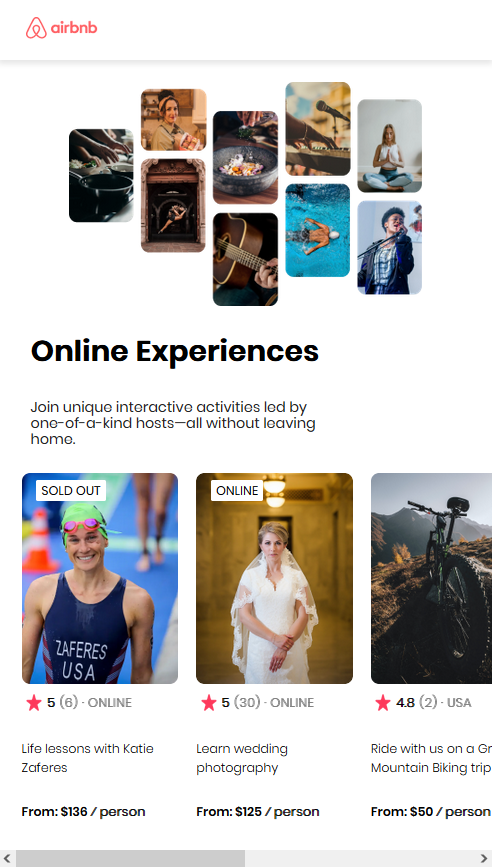 airbnb
Online Experiences
Join unique interactive activities led by
one-of-a-kind hosts—all without leaving
home.
SOLD OUT
ZAFERES
USA
5 (6) · ONLINE
Life lessons with Katie
Zaferes
From: $136 / person
ONLINE
5 (30) · ONLINE
Learn wedding
photography
From: $125 / person
4.8 (2) · USA
Ride with us on a Gr
Mountain Biking trip
From: $50 / person